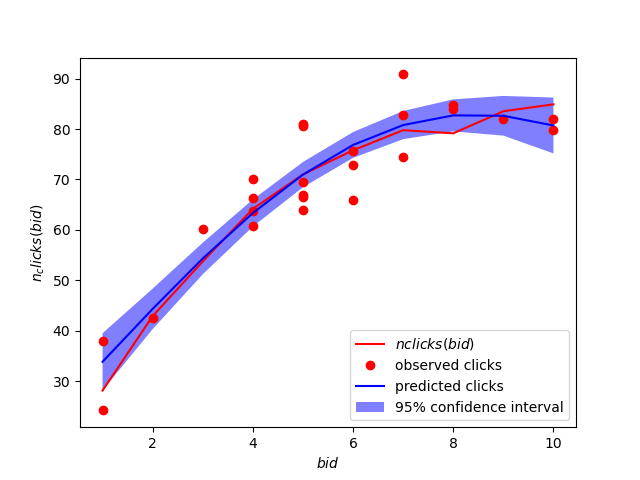 90
80
70
60
50
40
30
n_clicks(bid)
2
4
6
8
10
bid
nclicks(bid)
observed clicks
predicted clicks
95% confidence interval